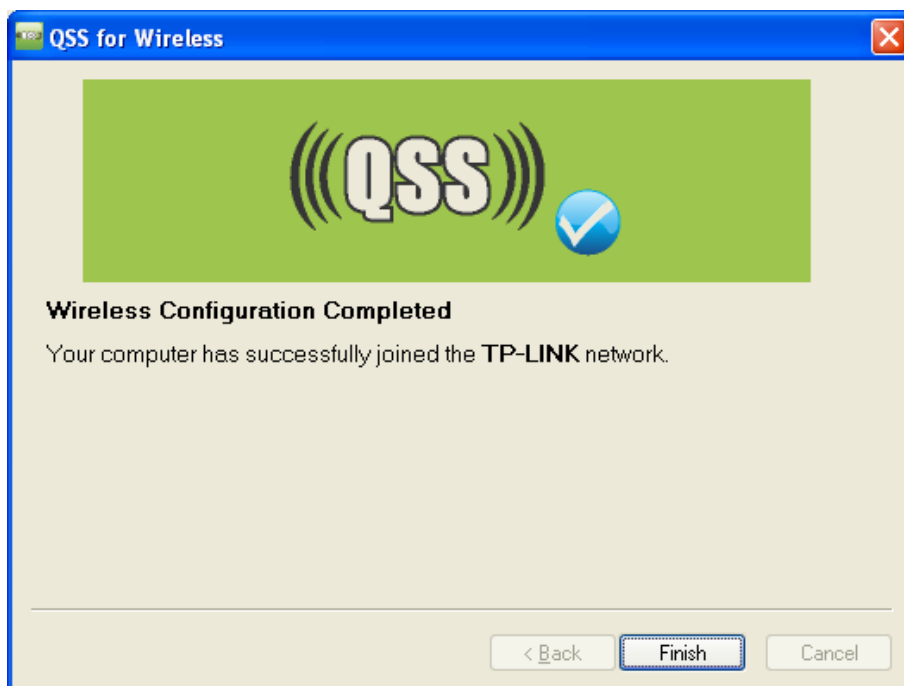 QSS for Wireless
QSS
Wireless Configuration Completed
Your computer has successfully joined the TP-LINK network.
< Back Finish Cancel